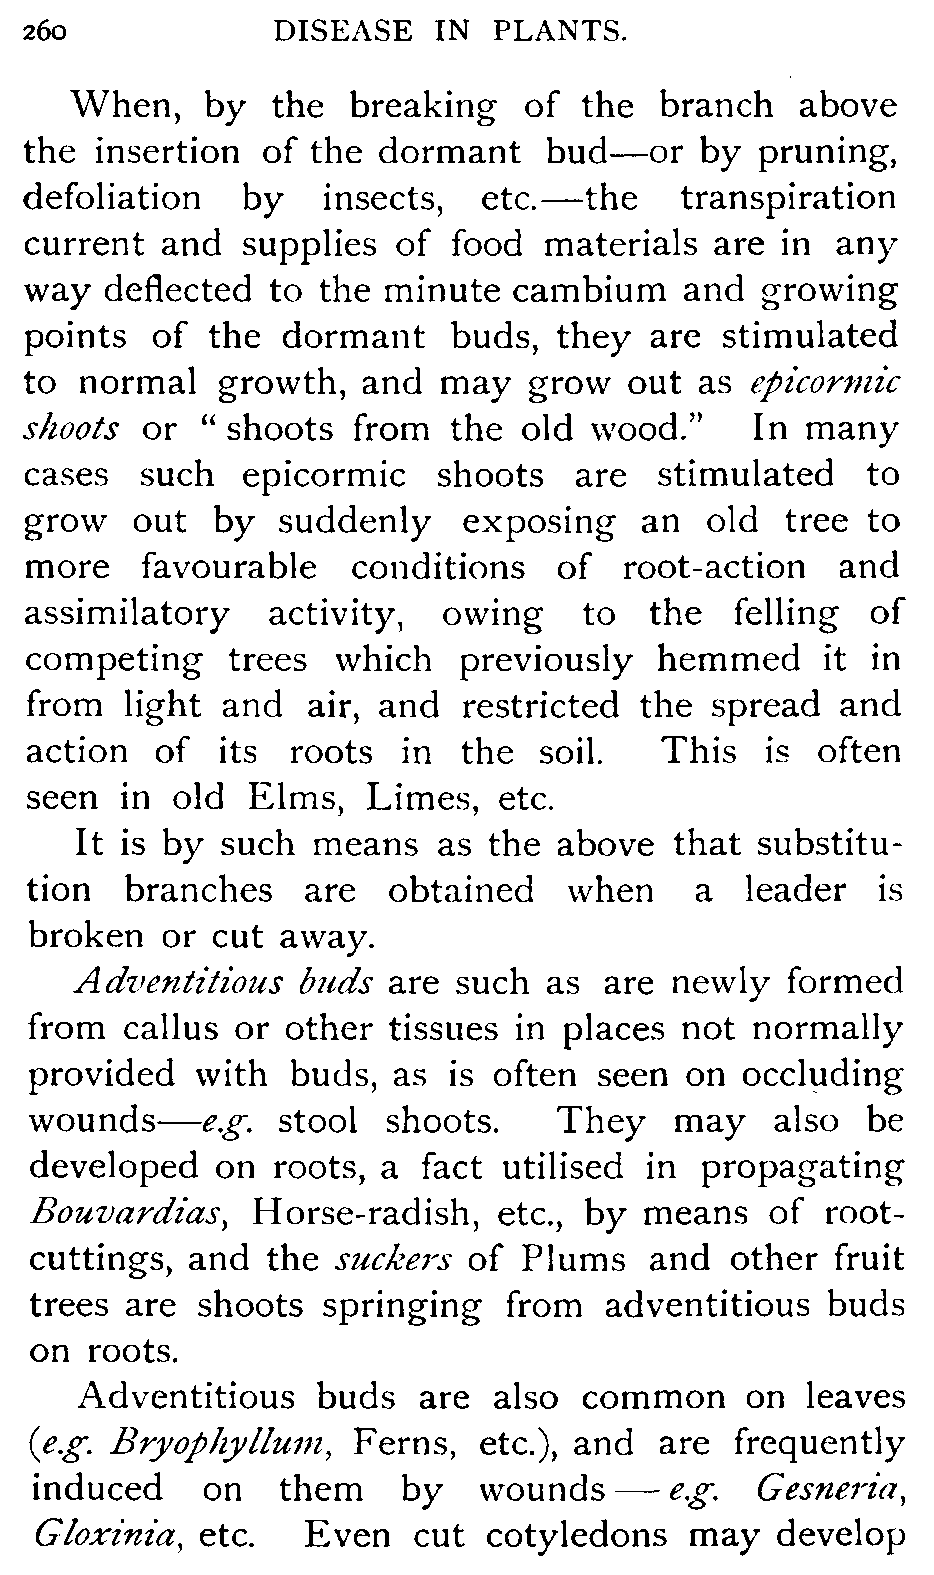 260 DISEASE IN PLANTS.
When, by the breaking of the branch above
the insertion of the dormant bud—or by pruning,
defoliation by insects, etc.—the transpiration
current and supplies of food materials are in any
way deflected to the minute cambium and growing
points of the dormant buds, they are stimulated
to normal growth, and may grow out as epicormic
shoots or “shoots from the old wood.” In many
cases such epicormic shoots are stimulated to
grow out by suddenly exposing an old tree to
more favourable conditions of root-action and
assimilatory activity, owing to the felling of
competing trees which previously hemmed it in
from light and air, and restricted the spread and
action of its roots in the soil. This is often
seen in old Elms, Limes, etc.
It is by such means as the above that substitu-
tion branches are obtained when a leader is
broken or cut away.
Adventitious buds are such as are newly formed
from callus or other tissues in places not normally
provided with buds, as is often seen on occluding
wounds—e.g. stool shoots. They may also be
developed on roots, a fact utilised in propagating
Bouvardias, Horse-radish, etc., by means of root-
cuttings, and the suckers of Plums and other fruit
trees are shoots springing from adventitious buds
on roots.
Adventitious buds are also common on leaves
(e.g. Bryophyllum, Ferns, etc.), and are frequently
induced on them by wounds—e.g. Gesneria,
Gloxinia, etc. Even cut cotyledons may develop